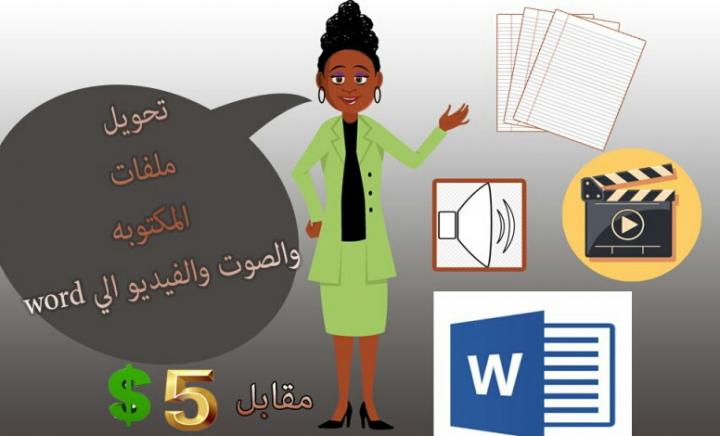 تحويل
ملفات
المكتوبه
والصوت والفيديو الي word
W
مقابل 5 $